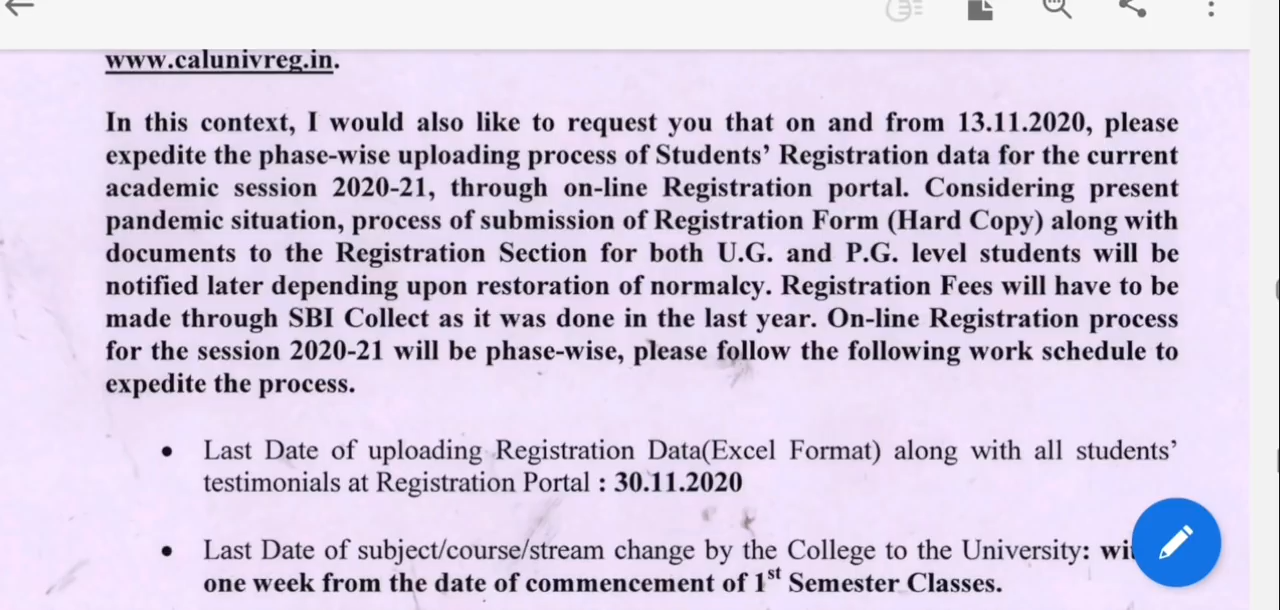 www.calunivreg.in.
In this context, I would also like to request you that on and from 13.11.2020, please
expedite the phase-wise uploading process of Students’ Registration data for the current
academic session 2020-21, through on-line Registration portal. Considering present
pandemic situation, process of submission of Registration Form (Hard Copy) along with
documents to the Registration Section for both U.G. and P.G. level students will be
notified later depending upon restoration of normalcy. Registration Fees will have to be
made through SBI Collect as it was done in the last year. On-line Registration process
for the session 2020-21 will be phase-wise, please follow the following work schedule to
expedite the process.
• Last Date of uploading Registration Data(Excel Format) along with all students’
testimonials at Registration Portal : 30.11.2020
• Last Date of subject/course/stream change by the College to the University:
one week from the date of commencement of 1st Semester Classes.